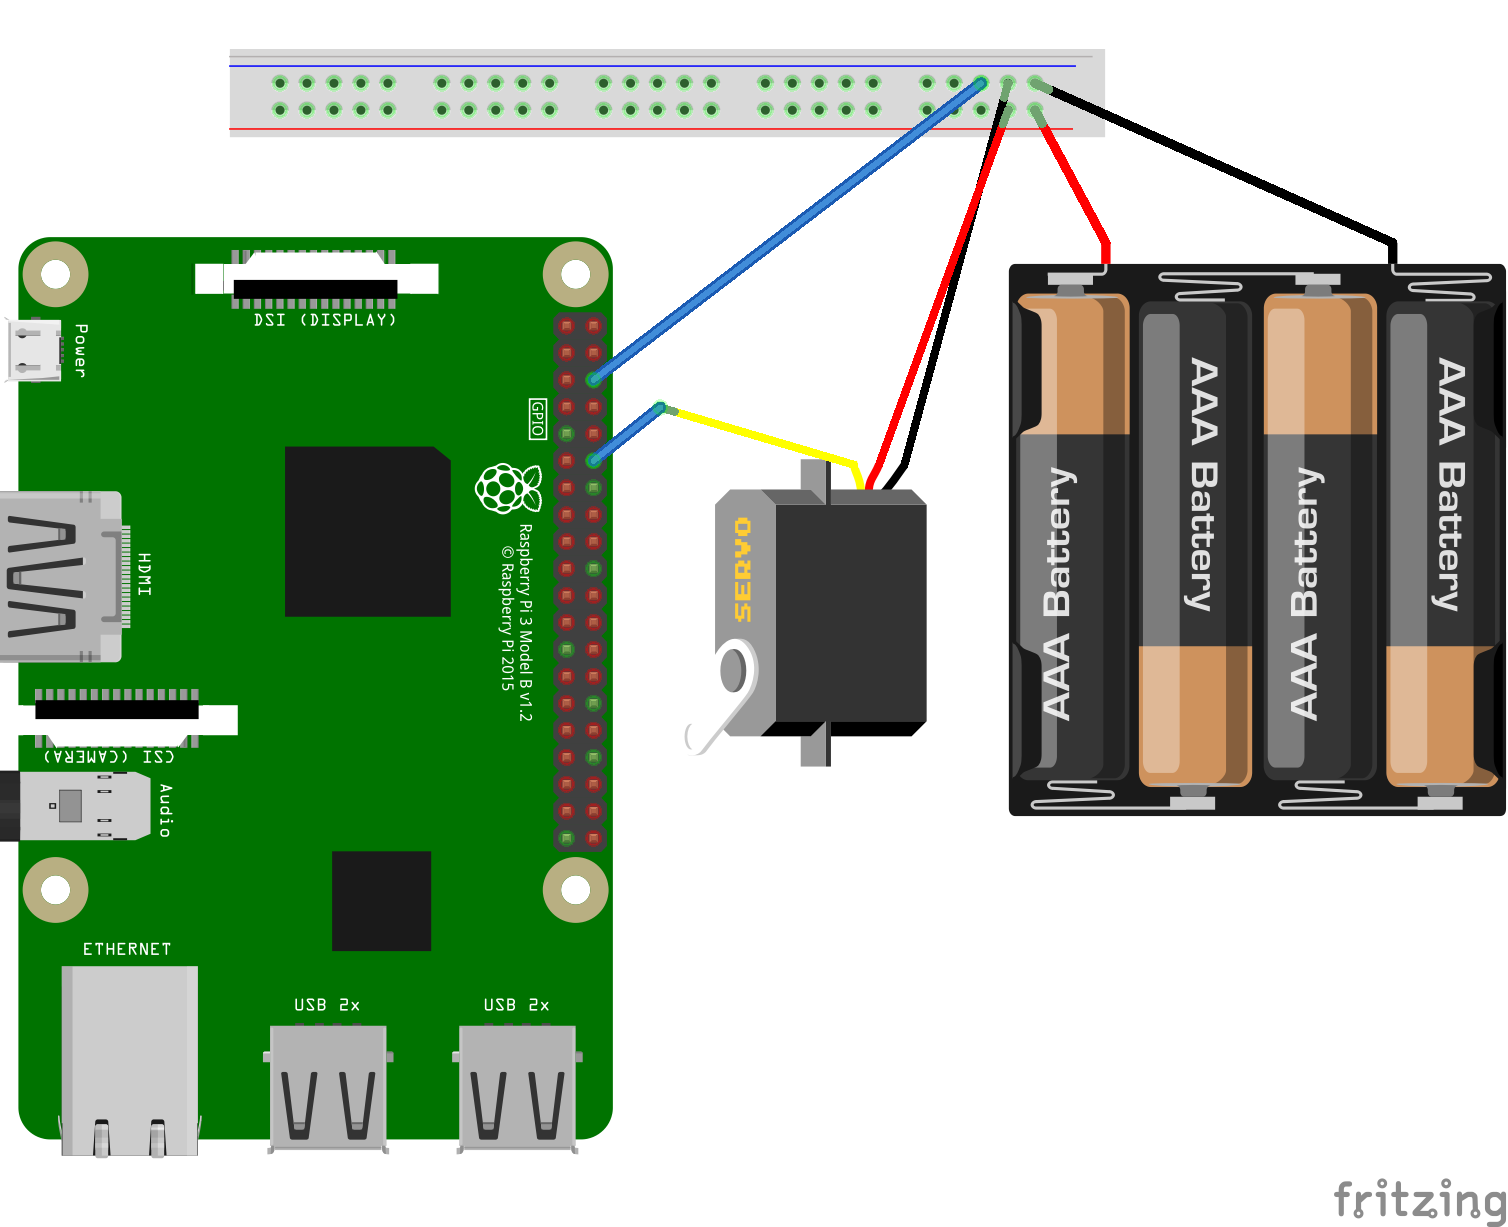 DSI (DISPLAY)
Power
GPIO
HDMI
Raspberry Pi 3 Model B v1.2
© Raspberry Pi 2015
CSI (CAMERA)
Audio
ETHERNET
USB 2x
USB 2x
SERVO
AAA Battery
AAA Battery
AAA Battery
AAA Battery
fritzing